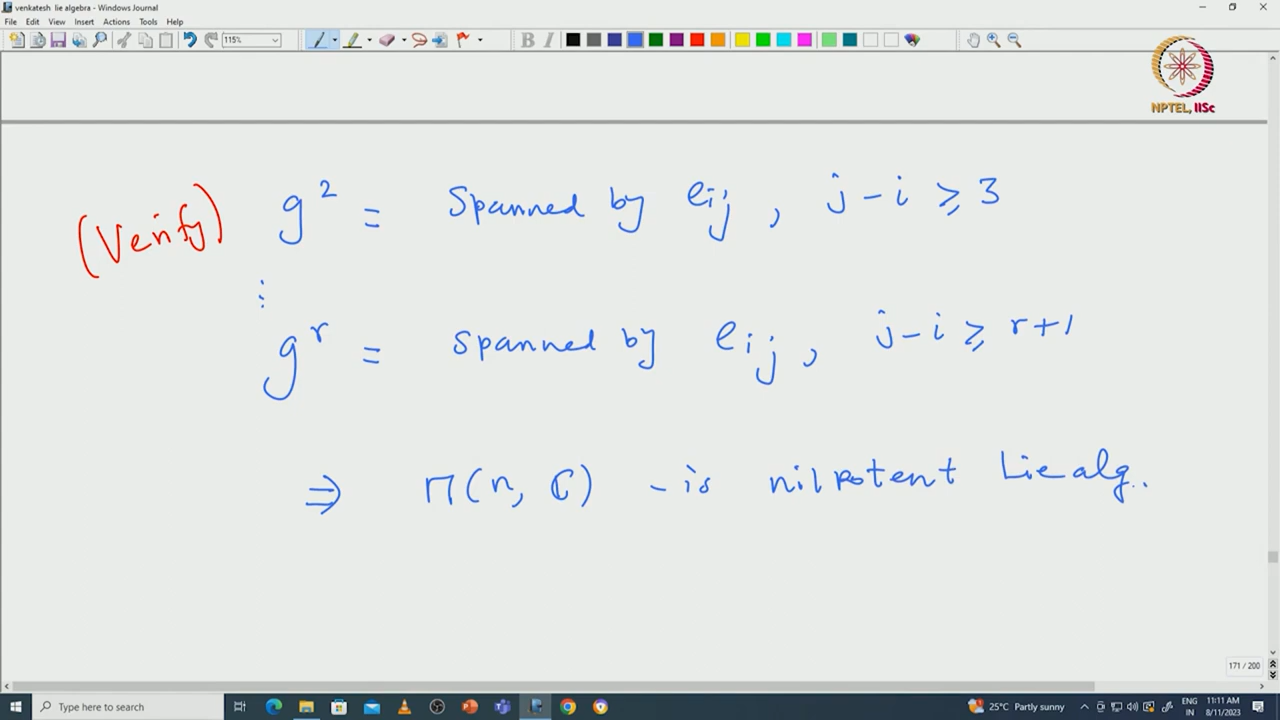 venkatesh lie algebra - Windows Journal
File Edit View Insert Actions Tools Help
115%
B I
NPTEL, IISc
(Verify) g² = Spanned by eᵢⱼ, j - i ≥ 3
⋮
gʳ = spanned by eᵢⱼ, j - i ≥ r+1
⇒ n(n, ℂ) - is nilpotent Lie alg.
171 / 200
Type here to search
25°C Partly sunny
ENG
IN
11:11 AM
8/11/2023